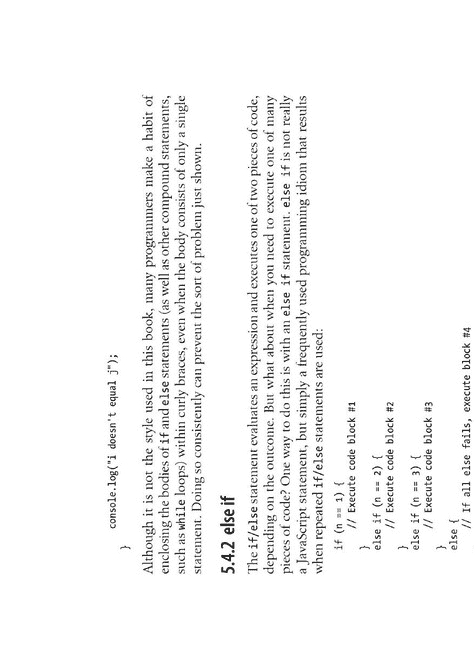 console.log("i doesn't equal j");
}
Although it is not the style used in this book, many programmers make a habit of
enclosing the bodies of if and else statements (as well as other compound statements,
such as while loops) within curly braces, even when the body consists of only a single
statement. Doing so consistently can prevent the sort of problem just shown.
5.4.2 else if
The if/else statement evaluates an expression and executes one of two pieces of code,
depending on the outcome. But what about when you need to execute one of many
pieces of code? One way to do this is with an else if statement. else if is not really
a JavaScript statement, but simply a frequently used programming idiom that results
when repeated if/else statements are used:
if (n == 1) {
// Execute code block #1
}
else if (n == 2) {
// Execute code block #2
}
else if (n == 3) {
// Execute code block #3
}
else {
// If all else fails, execute block #4